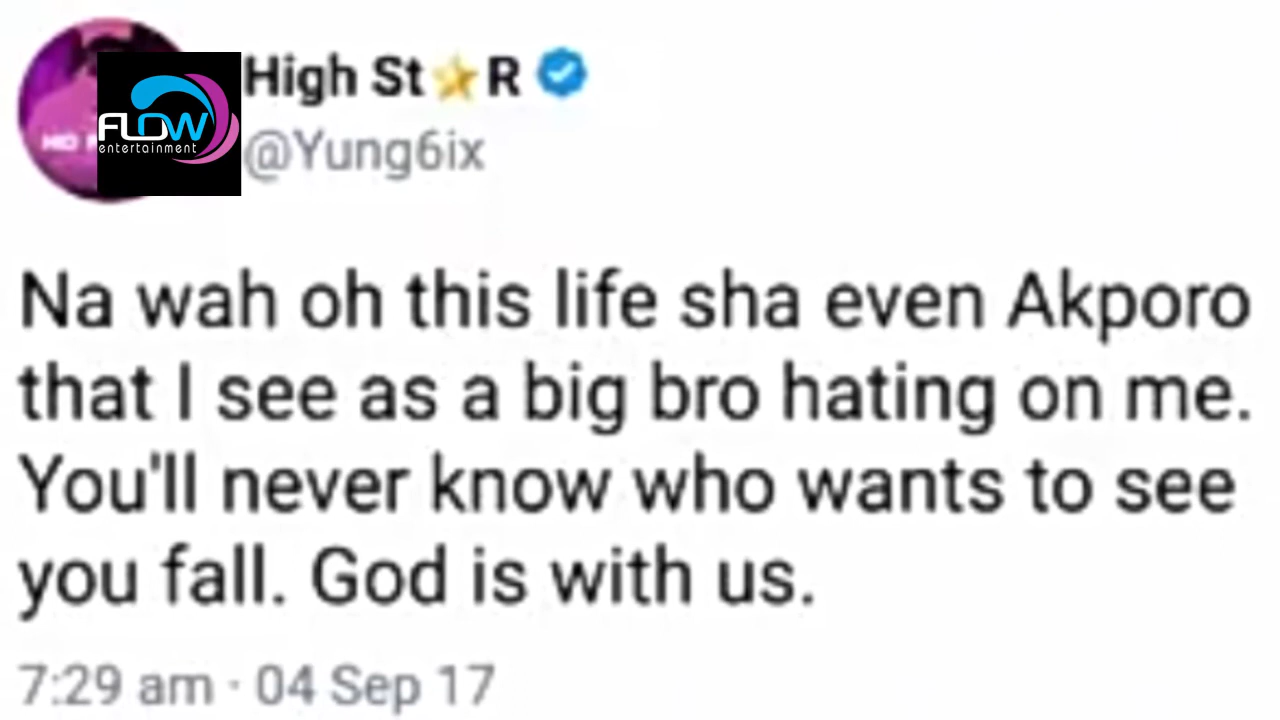 High St⭐R
@Yung6ix
FLOW
entertainment
Na wah oh this life sha even Akporo
that I see as a big bro hating on me.
You'll never know who wants to see
you fall. God is with us.
7:29 am · 04 Sep 17